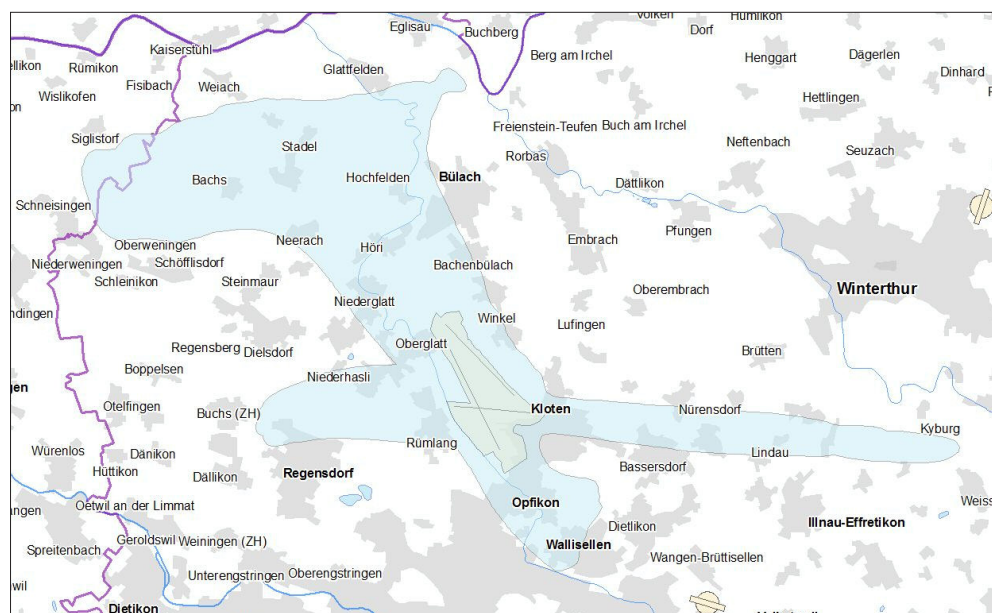 Eglisau
Buchberg
Humlikon
Dorf
Kaiserstuhl
Berg am Irchel
Henggart
Dägerlen
Rümikon
Glattfelden
Dinhard
Wislikofen
Fisibach
Weiach
Hettlingen
Siglistorf
Freienstein-Teufen
Buch am Irchel
Neftenbach
Seuzach
Stadel
Rorbas
Bachs
Hochfelden
Bülach
Dättlikon
Schneisingen
Pfungen
Oberweningen
Neerach
Höri
Embrach
Niederweningen
Schöfflisdorf
Bachenbülach
Schleinikon
Steinmaur
Oberembrach
Winterthur
Niederglatt
Winkel
Lufingen
Regensberg
Dielsdorf
Oberglatt
Brütten
Boppelsen
Niederhasli
Otelfingen
Buchs (ZH)
Kloten
Nürensdorf
Kyburg
Würenlos
Dänikon
Rümlang
Lindau
Hüttikon
Dällikon
Regensdorf
Bassersdorf
Oetwil an der Limmat
Opfikon
Illnau-Effretikon
Dietlikon
Geroldswil
Weiningen (ZH)
Spreitenbach
Wallisellen
Wangen-Brüttisellen
Unterengstringen
Oberengstringen
Dietikon